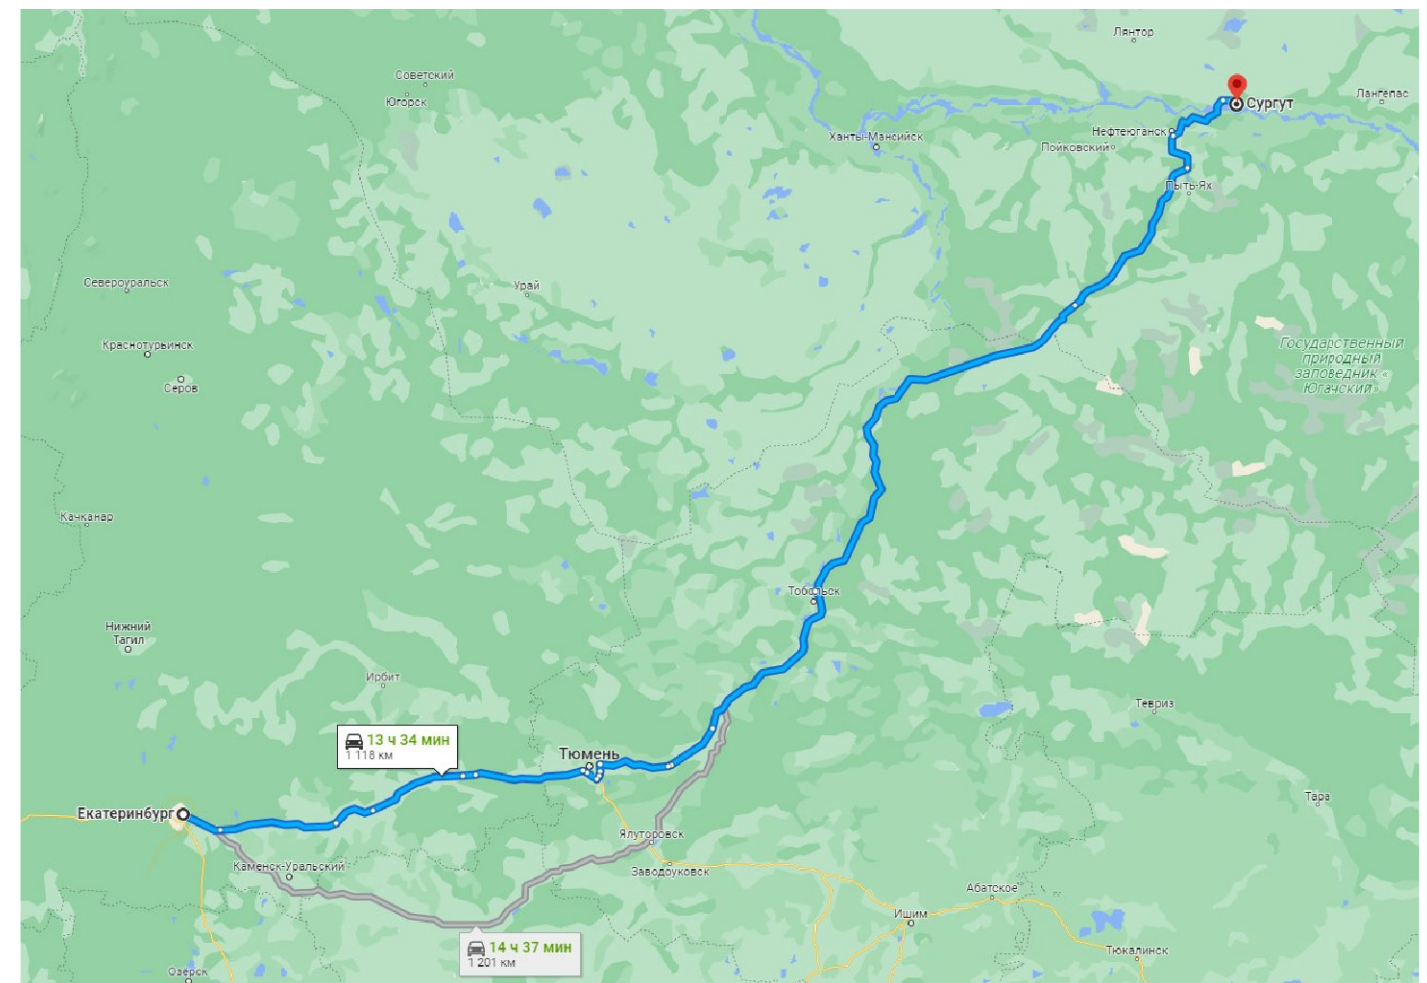 Лянтор
Советский
Югорск
Лангепас
Сургут
Нефтеюганск
Ханты-Мансийск
Пойковский
Пыть-Ях
Североуральск
Урай
Краснотурьинск
Государственный
природный
заповедник «
Югачский»
Серов
Качканар
Тобольск
Нижний
Тагил
Ирбит
Тевриз
13 ч 34 мин
1 118 км
Тюмень
Тара
Екатеринбург
Ялуторовск
Каменск-Уральский
Заводоуковск
Абатское
Ишим
14 ч 37 мин
1 201 км
Тюкалинск
Озёрск